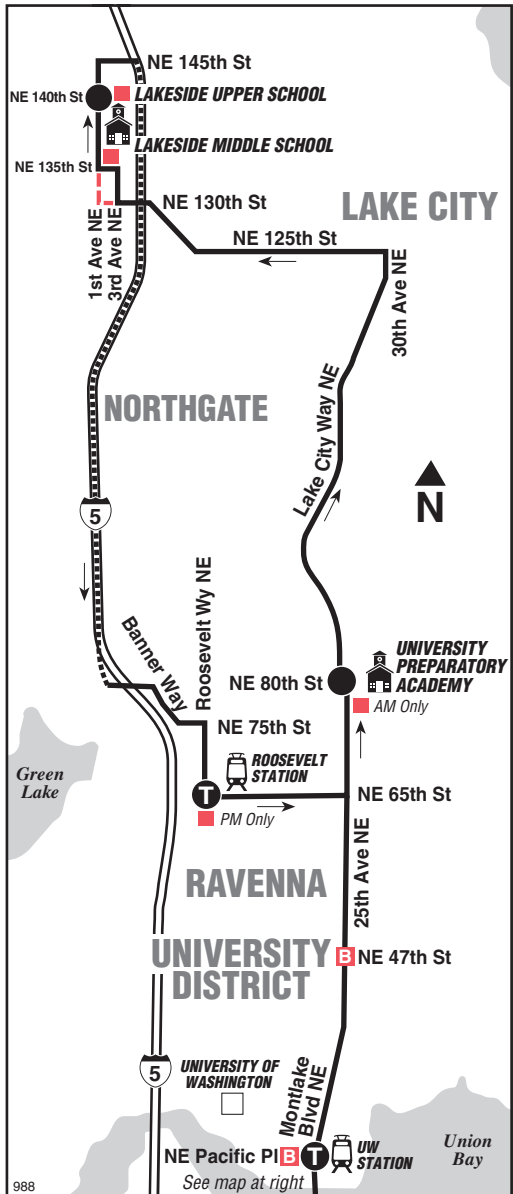 NE 145th St
NE 140th St
LAKESIDE UPPER SCHOOL
LAKESIDE MIDDLE SCHOOL
NE 135th St
NE 130th St
LAKE CITY
1st Ave NE
3rd Ave NE
NE 125th St
30th Ave NE
NORTHGATE
Lake City Way NE
5
N
Banner Way
Roosevelt Wy NE
UNIVERSITY
PREPARATORY
ACADEMY
NE 80th St
AM Only
NE 75th St
ROOSEVELT
STATION
Green
Lake
T
NE 65th St
PM Only
RAVENNA
25th Ave NE
UNIVERSITY
DISTRICT
B
NE 47th St
5
UNIVERSITY OF
WASHINGTON
Montlake
Blvd NE
NE Pacific Pl
B
T
UW
STATION
Union
Bay
See map at right
988